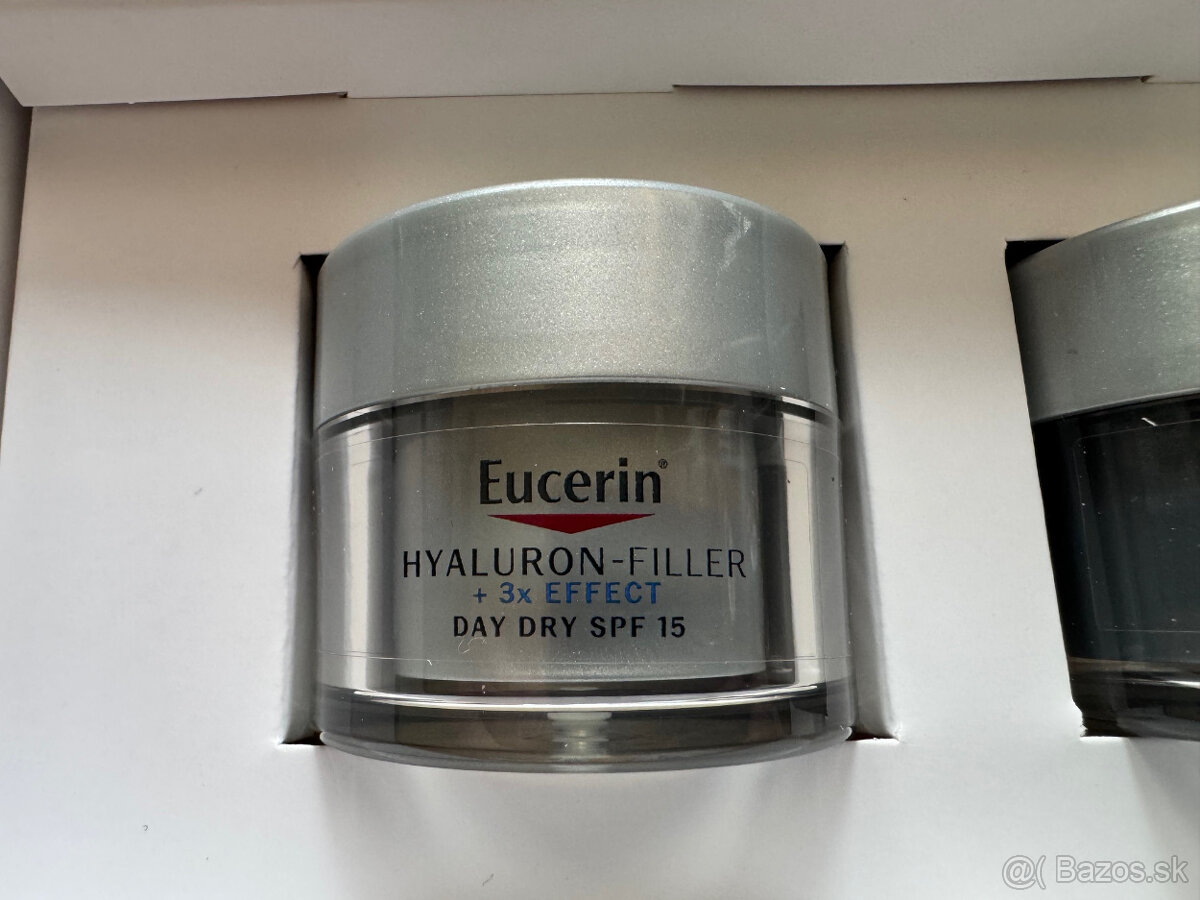 Eucerin®
HYALURON-FILLER
+ 3x EFFECT
DAY DRY SPF 15
@( Bazos.sk